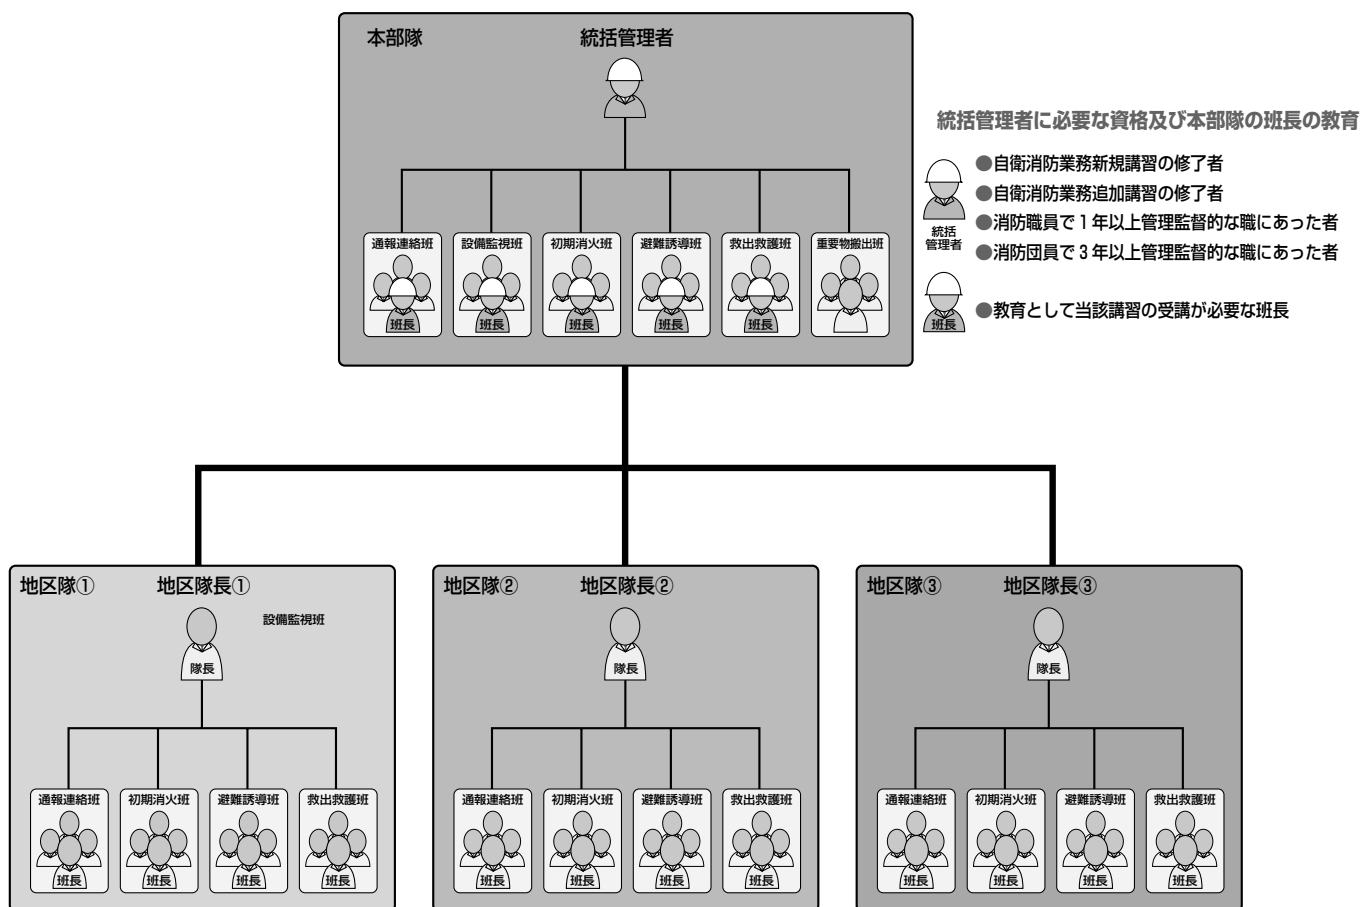 本部隊 統括管理者
統括管理者に必要な資格及び本部隊の班長の教育
●自衛消防業務新規講習の修了者
●自衛消防業務追加講習の修了者
●消防職員で1年以上管理監督的な職にあった者
●消防団員で3年以上管理監督的な職にあった者
統括
管理者
●教育として当該講習の受講が必要な班長
班長
通報連絡班 設備監視班 初期消火班 避難誘導班 救出救護班 重要物搬出班
班長 班長 班長 班長 班長
地区隊① 地区隊長①
設備監視班
隊長
通報連絡班 初期消火班 避難誘導班 救出救護班
班長 班長 班長 班長
地区隊② 地区隊長②
隊長
通報連絡班 初期消火班 避難誘導班 救出救護班
班長 班長 班長 班長
地区隊③ 地区隊長③
隊長
通報連絡班 初期消火班 避難誘導班 救出救護班
班長 班長 班長 班長